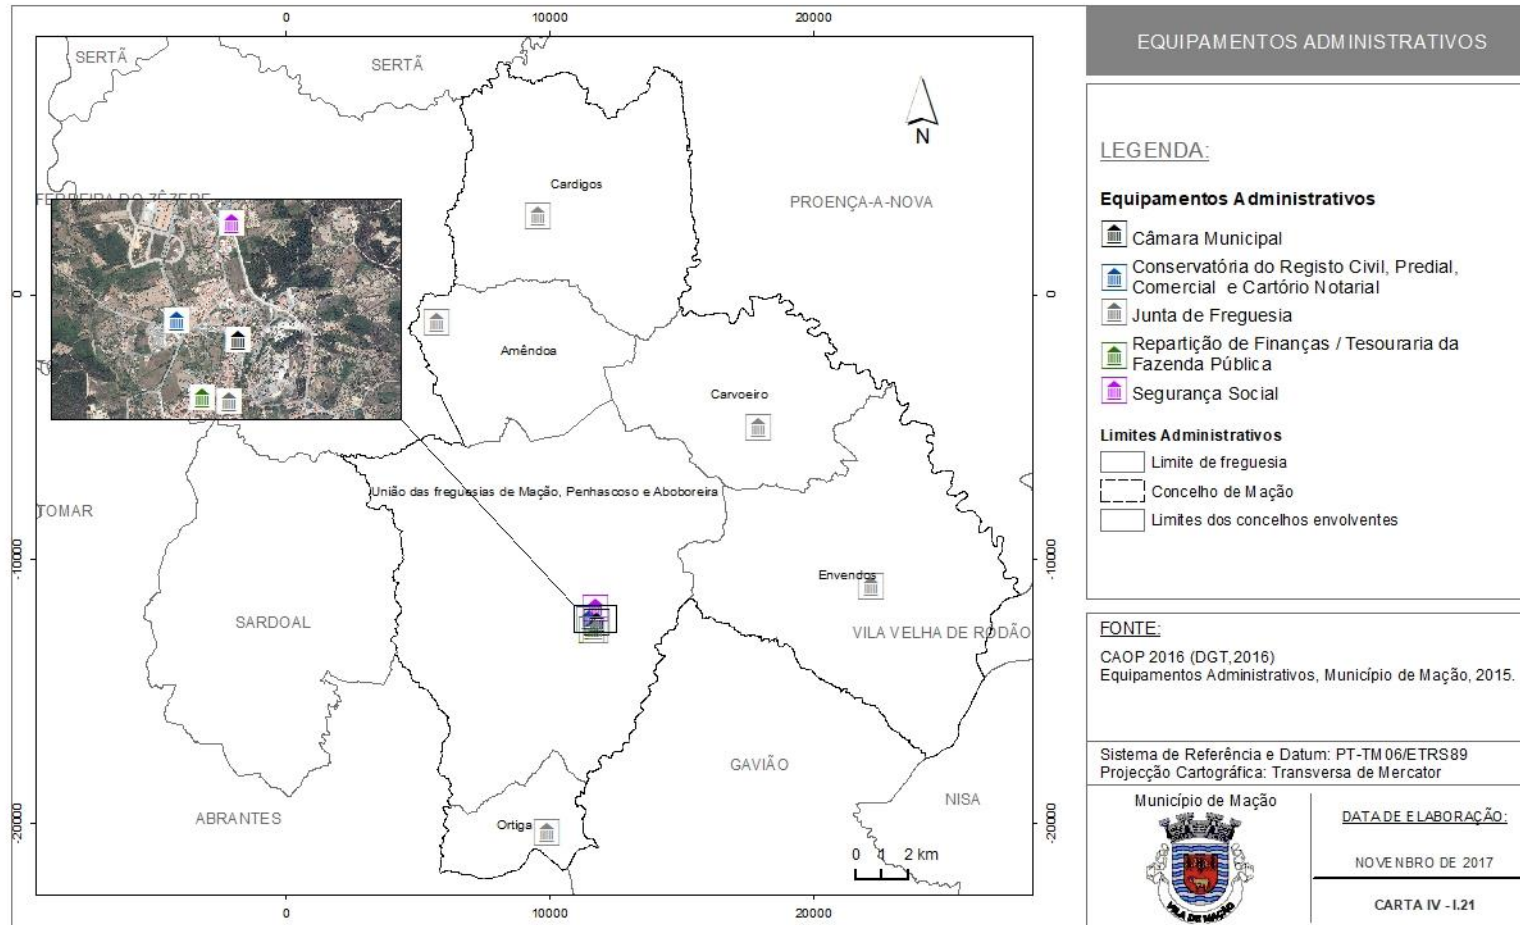 0 10000 20000
SERTÃ
SERTÃ
N
Cardigos
PROENÇA-A-NOVA
FERREIRA DO ZÊZERE
0
0
Amêndoa
Carvoeiro
União das freguesias de Mação, Penhascoso e Aboboreira
TOMAR
-10000
-10000
Envendos
SARDOAL
VILA VELHA DE RODÃO
GAVIÃO
NISA
ABRANTES
Ortiga
-20000
-20000
0 1 2 km
0 10000 20000
EQUIPAMENTOS ADMINISTRATIVOS
LEGENDA:
Equipamentos Administrativos
Câmara Municipal
Conservatória do Registo Civil, Predial,
Comercial e Cartório Notarial
Junta de Freguesia
Repartição de Finanças / Tesouraria da
Fazenda Pública
Segurança Social
Limites Administrativos
Limite de freguesia
Concelho de Mação
Limites dos concelhos envolventes
FONTE:
CAOP 2016 (DGT,2016)
Equipamentos Administrativos, Município de Mação, 2015.
Sistema de Referência e Datum: PT-TM06/ETRS89
Projecção Cartográfica: Transversa de Mercator
Município de Mação
VILA DE MAÇÃO
DATA DE ELABORAÇÃO:
NOVENBRO DE 2017
CARTA IV - I.21